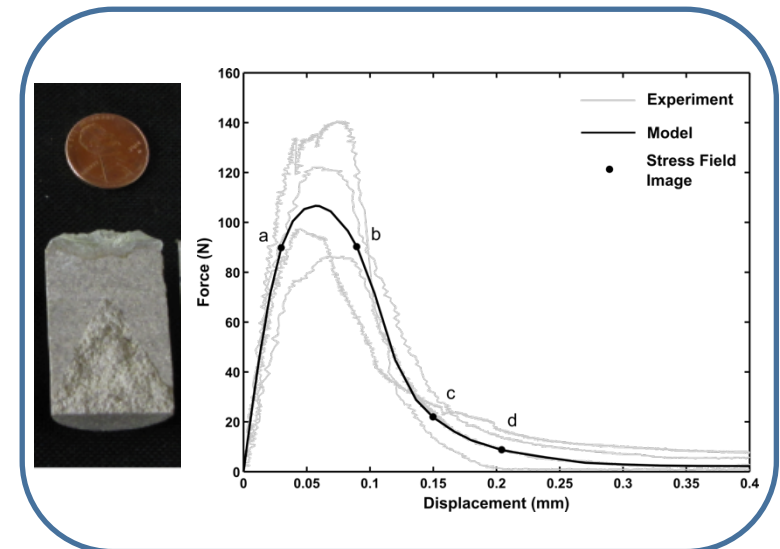 160
140
120
100
80
60
40
20
0
0
0.05
0.1
0.15
0.2
0.25
0.3
0.35
0.4
Force (N)
Displacement (mm)
Experiment
Model
Stress Field
Image
a
b
c
d